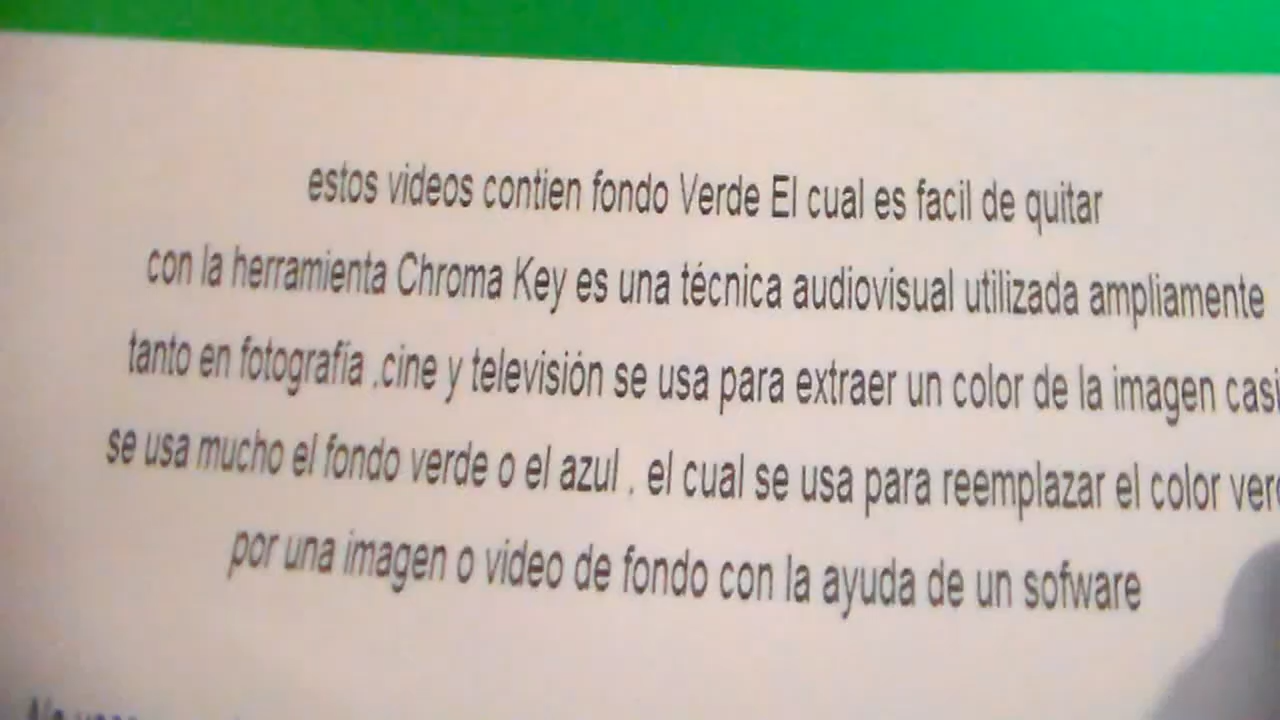 estos videos contien fondo Verde El cual es facil de quitar
con la herramienta Chroma Key es una técnica audiovisual utilizada ampliamente
tanto en fotografía .cine y televisión se usa para extraer un color de la imagen casi
se usa mucho el fondo verde o el azul . el cual se usa para reemplazar el color
por una imagen o video de fondo con la ayuda de un sofware